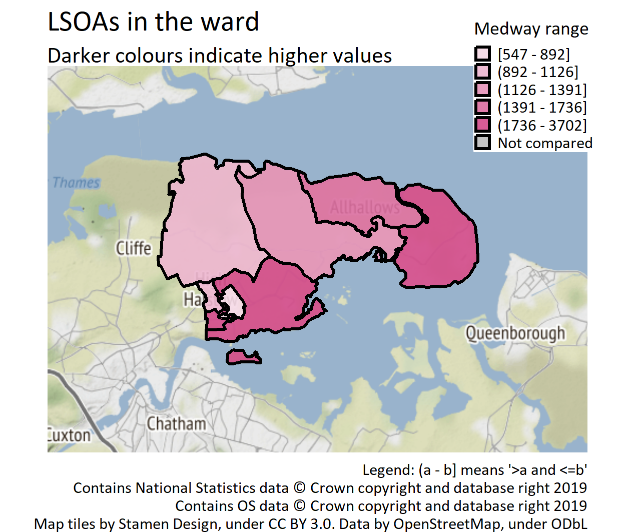 LSOAs in the ward
Darker colours indicate higher values
Medway range
[547 - 892]
(892 - 1126]
(1126 - 1391]
(1391 - 1736]
(1736 - 3702]
Not compared
Thames
Allhallows
Cliffe
Queenborough
Chatham
Luxton
Legend: (a - b] means '>a and <=b'
Contains National Statistics data © Crown copyright and database right 2019
Contains OS data © Crown copyright and database right 2019
Map tiles by Stamen Design, under CC BY 3.0. Data by OpenStreetMap, under ODbL